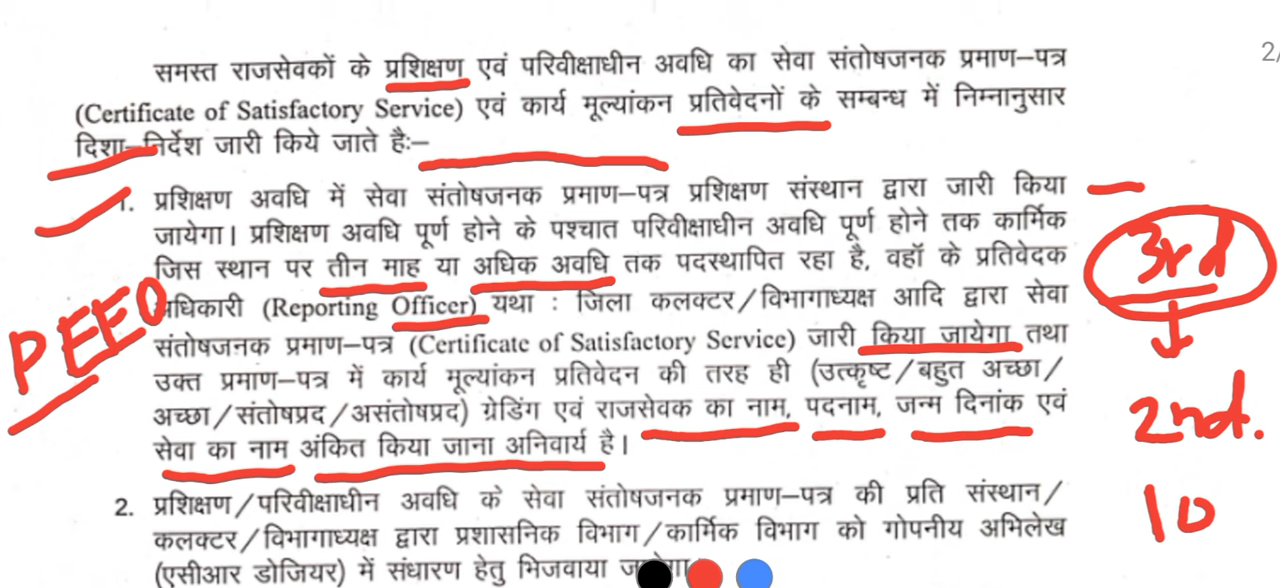 2/
समस्त राजसेवकों के प्रशिक्षण एवं परिवीक्षाधीन अवधि का सेवा संतोषजनक प्रमाण–पत्र
(Certificate of Satisfactory Service) एवं कार्य मूल्यांकन प्रतिवेदनों के सम्बन्ध में निम्नानुसार
दिशा–निर्देश जारी किये जाते हैः–
1. प्रशिक्षण अवधि में सेवा संतोषजनक प्रमाण–पत्र प्रशिक्षण संस्थान द्वारा जारी किया
जायेगा। प्रशिक्षण अवधि पूर्ण होने के पश्चात परिवीक्षाधीन अवधि पूर्ण होने तक कार्मिक
जिस स्थान पर तीन माह या अधिक अवधि तक पदस्थापित रहा है, वहॉ के प्रतिवेदक
अधिकारी (Reporting Officer) यथा : जिला कलक्टर/विभागाध्यक्ष आदि द्वारा सेवा
संतोषजनक प्रमाण–पत्र (Certificate of Satisfactory Service) जारी किया जायेगा तथा
उक्त प्रमाण–पत्र में कार्य मूल्यांकन प्रतिवेदन की तरह ही (उत्कृष्ट/बहुत अच्छा/
अच्छा/संतोषप्रद/असंतोषप्रद) ग्रेडिंग एवं राजसेवक का नाम, पदनाम, जन्म दिनांक एवं
सेवा का नाम अंकित किया जाना अनिवार्य है।
2. प्रशिक्षण/परिवीक्षाधीन अवधि के सेवा संतोषजनक प्रमाण–पत्र की प्रति संस्थान/
कलक्टर/विभागाध्यक्ष द्वारा प्रशासनिक विभाग/कार्मिक विभाग को गोपनीय अभिलेख
(एसीआर डोजियर) में संधारण हेतु भिजवाया
PEEO
3rd
2nd.
10